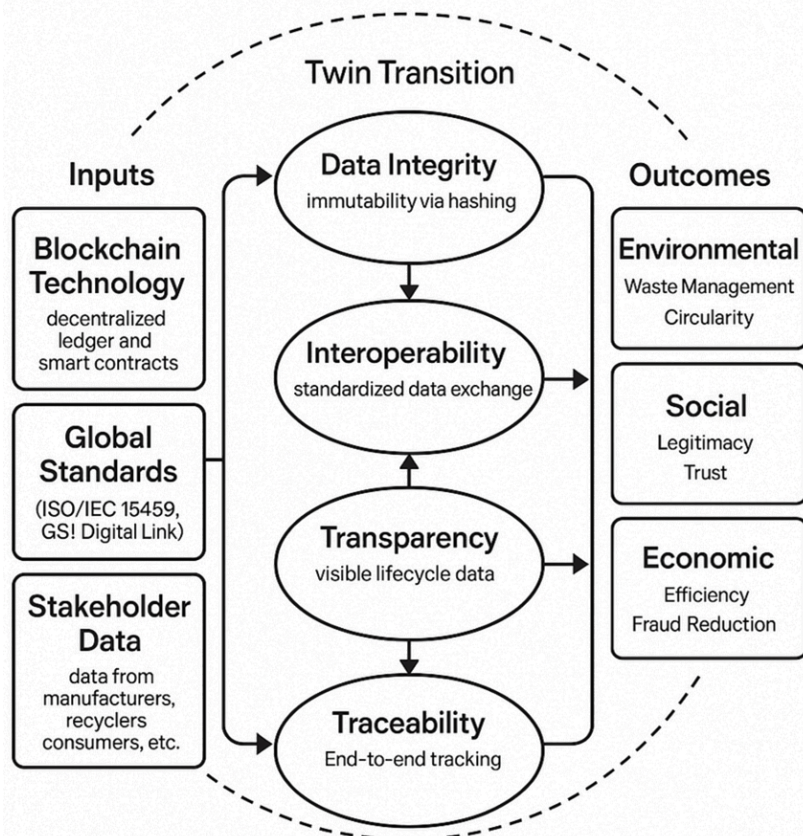 Twin Transition
Inputs
Blockchain
Technology
decentralized
ledger and
smart contracts
Global
Standards
(ISO/IEC 15459,
GS! Digital Link)
Stakeholder
Data
data from
manufacturers,
recyclers
consumers, etc.
Data Integrity
immutability via hashing
Interoperability
standardized data exchange
Transparency
visible lifecycle data
Traceability
End-to-end tracking
Outcomes
Environmental
Waste Management
Circularity
Social
Legitimacy
Trust
Economic
Efficiency
Fraud Reduction